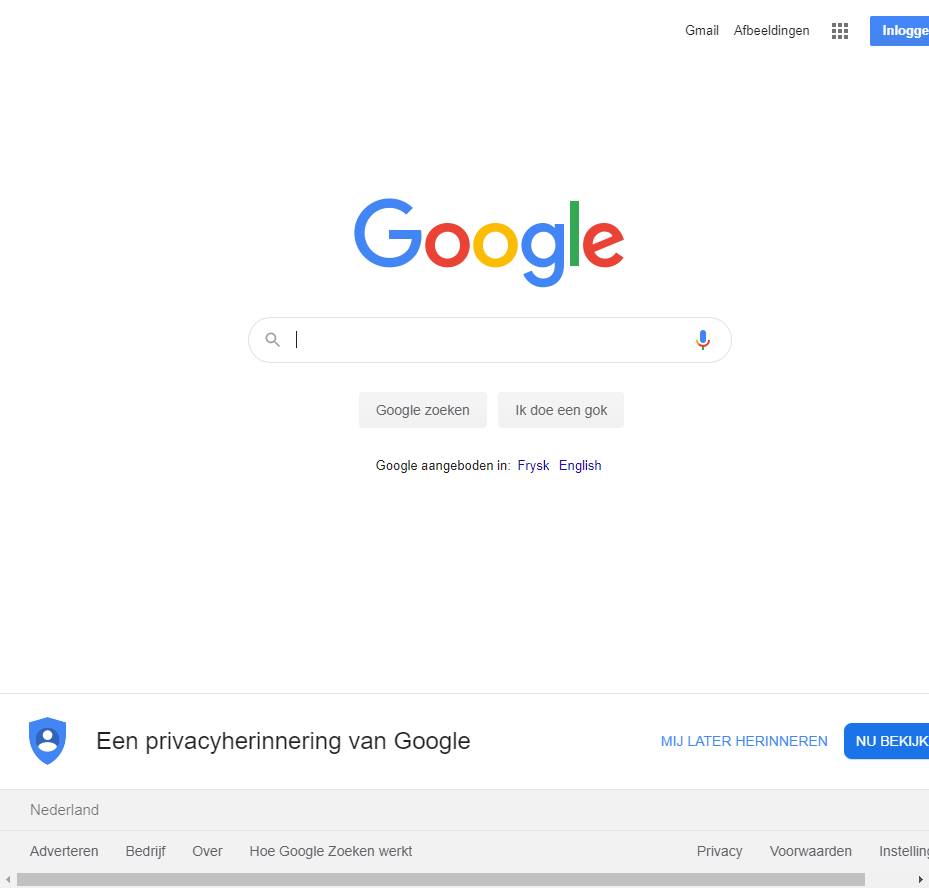 Gmail Afbeeldingen Inlogge
Google
Google zoeken Ik doe een gok
Google aangeboden in: Frysk English
Een privacyherinnering van Google MIJ LATER HERINNEREN NU BEKIJK
Nederland
Adverteren Bedrijf Over Hoe Google Zoeken werkt Privacy Voorwaarden Instelling